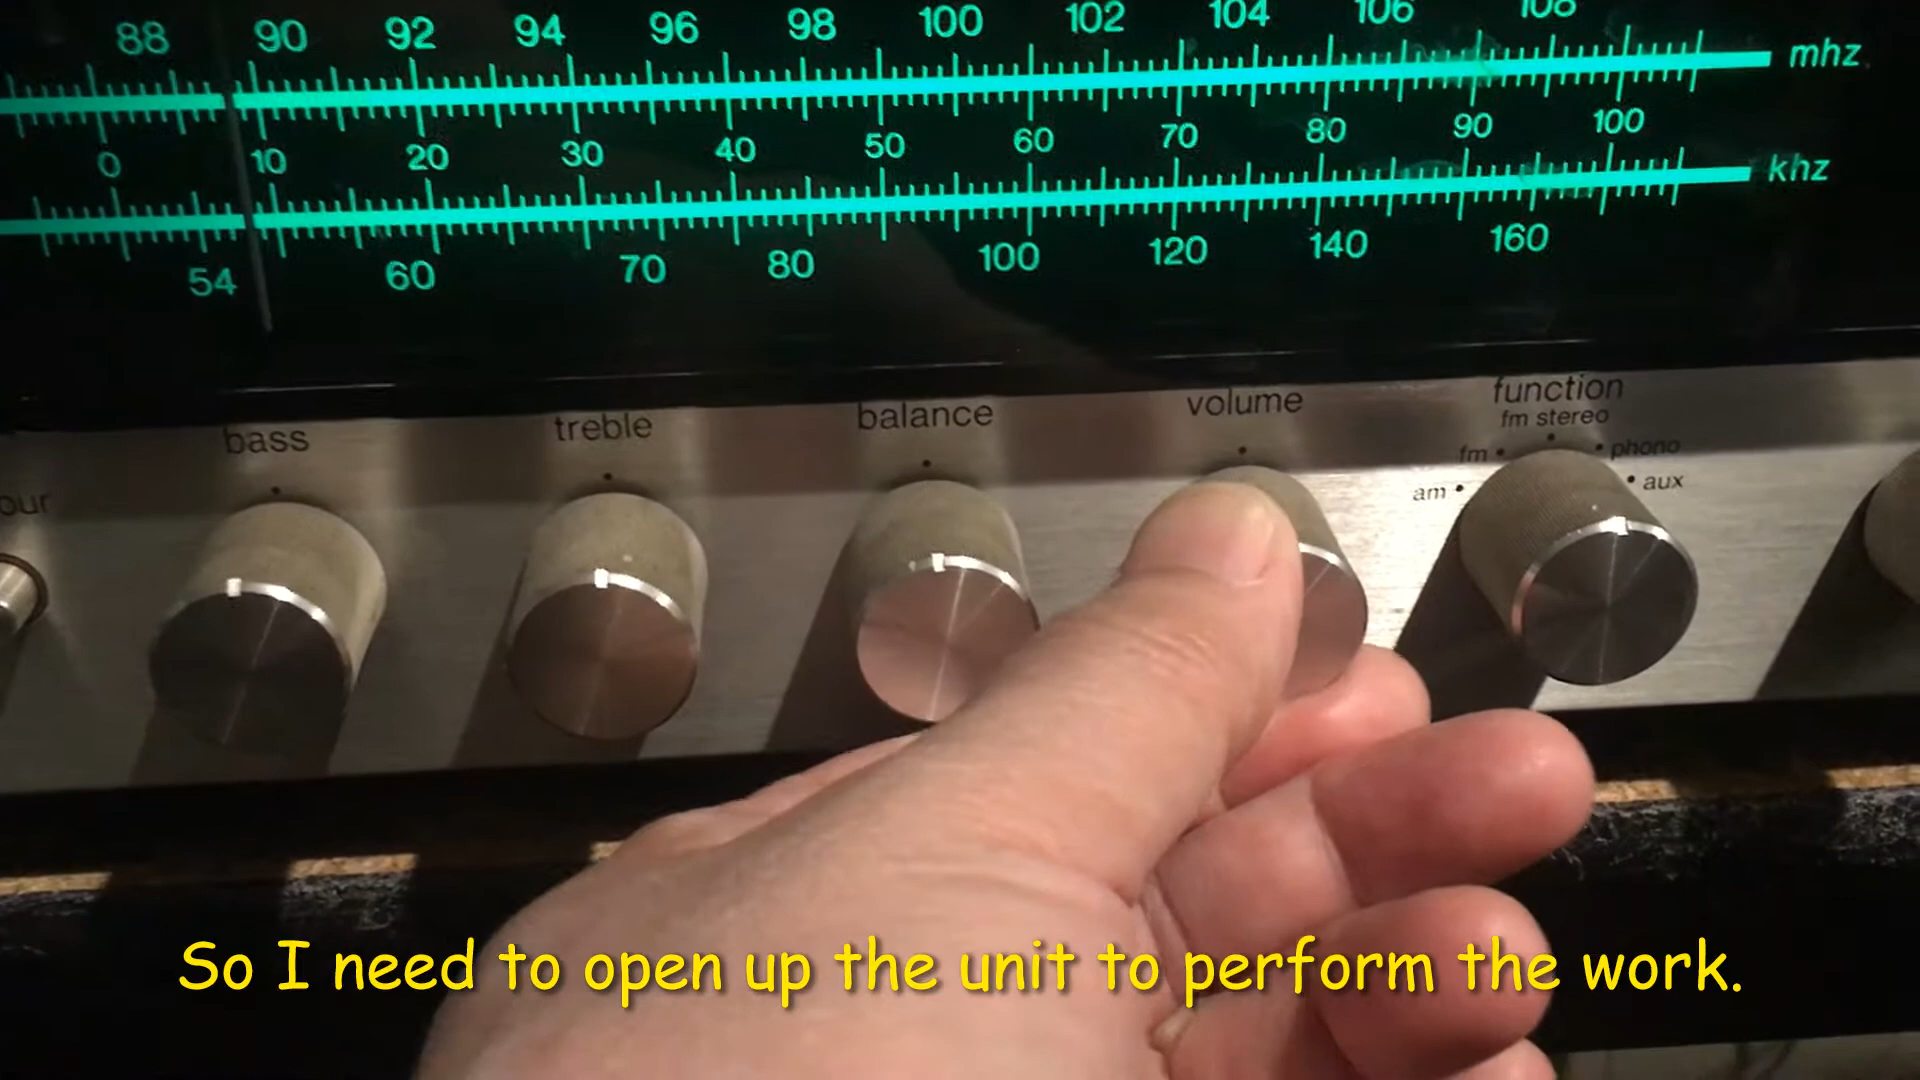 88 90 92 94 96 98 100 102 104 106 108 mhz
0 10 20 30 40 50 60 70 80 90 100
khz
54 60 70 80 100 120 140 160
bass treble balance volume function
fm stereo
fm phono
am aux
our
So I need to open up the unit to perform the work.